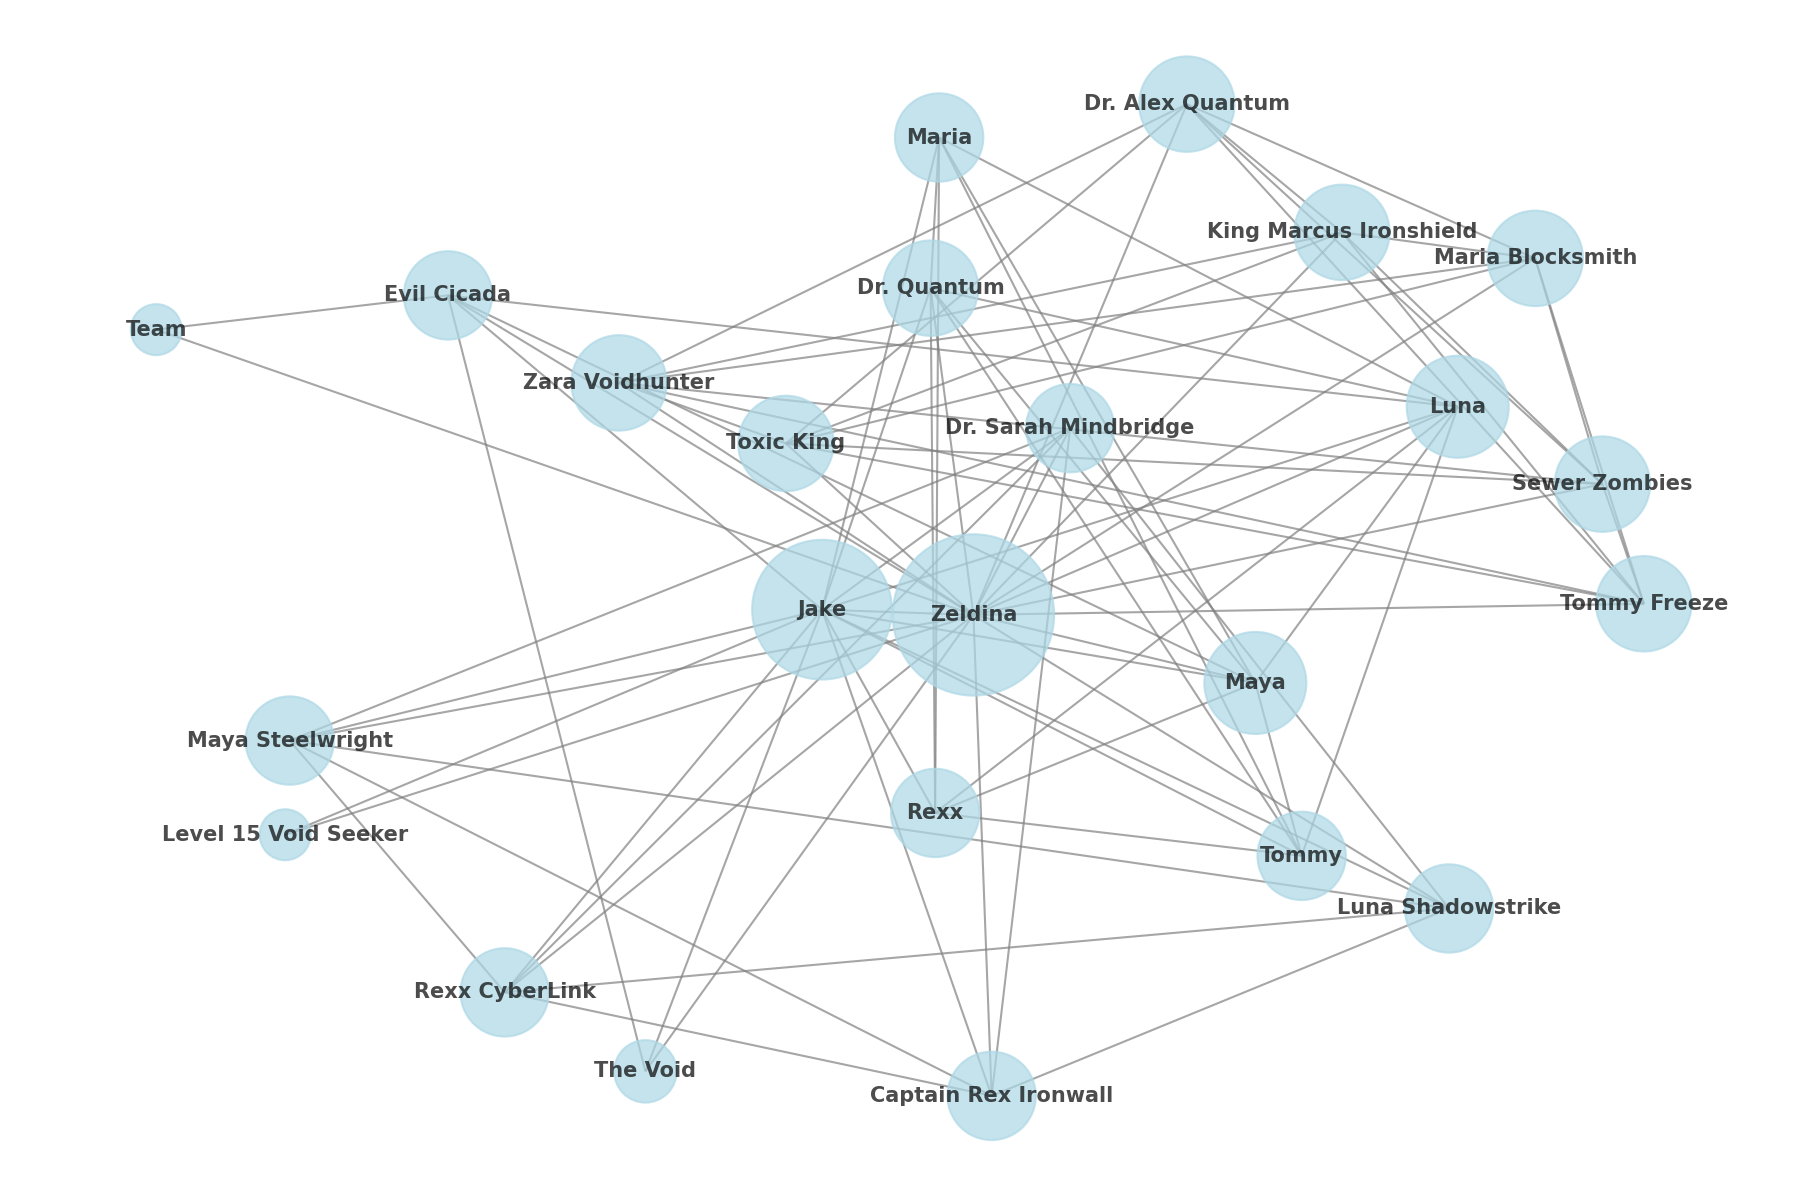 Dr. Alex Quantum
Maria
King Marcus Ironshield
Maria Blocksmith
Dr. Quantum
Evil Cicada
Team
Zara Voidhunter
Luna
Dr. Sarah Mindbridge
Toxic King
Sewer Zombies
Tommy Freeze
Jake
Zeldina
Maya
Maya Steelwright
Rexx
Level 15 Void Seeker
Tommy
Luna Shadowstrike
Rexx CyberLink
The Void
Captain Rex Ironwall